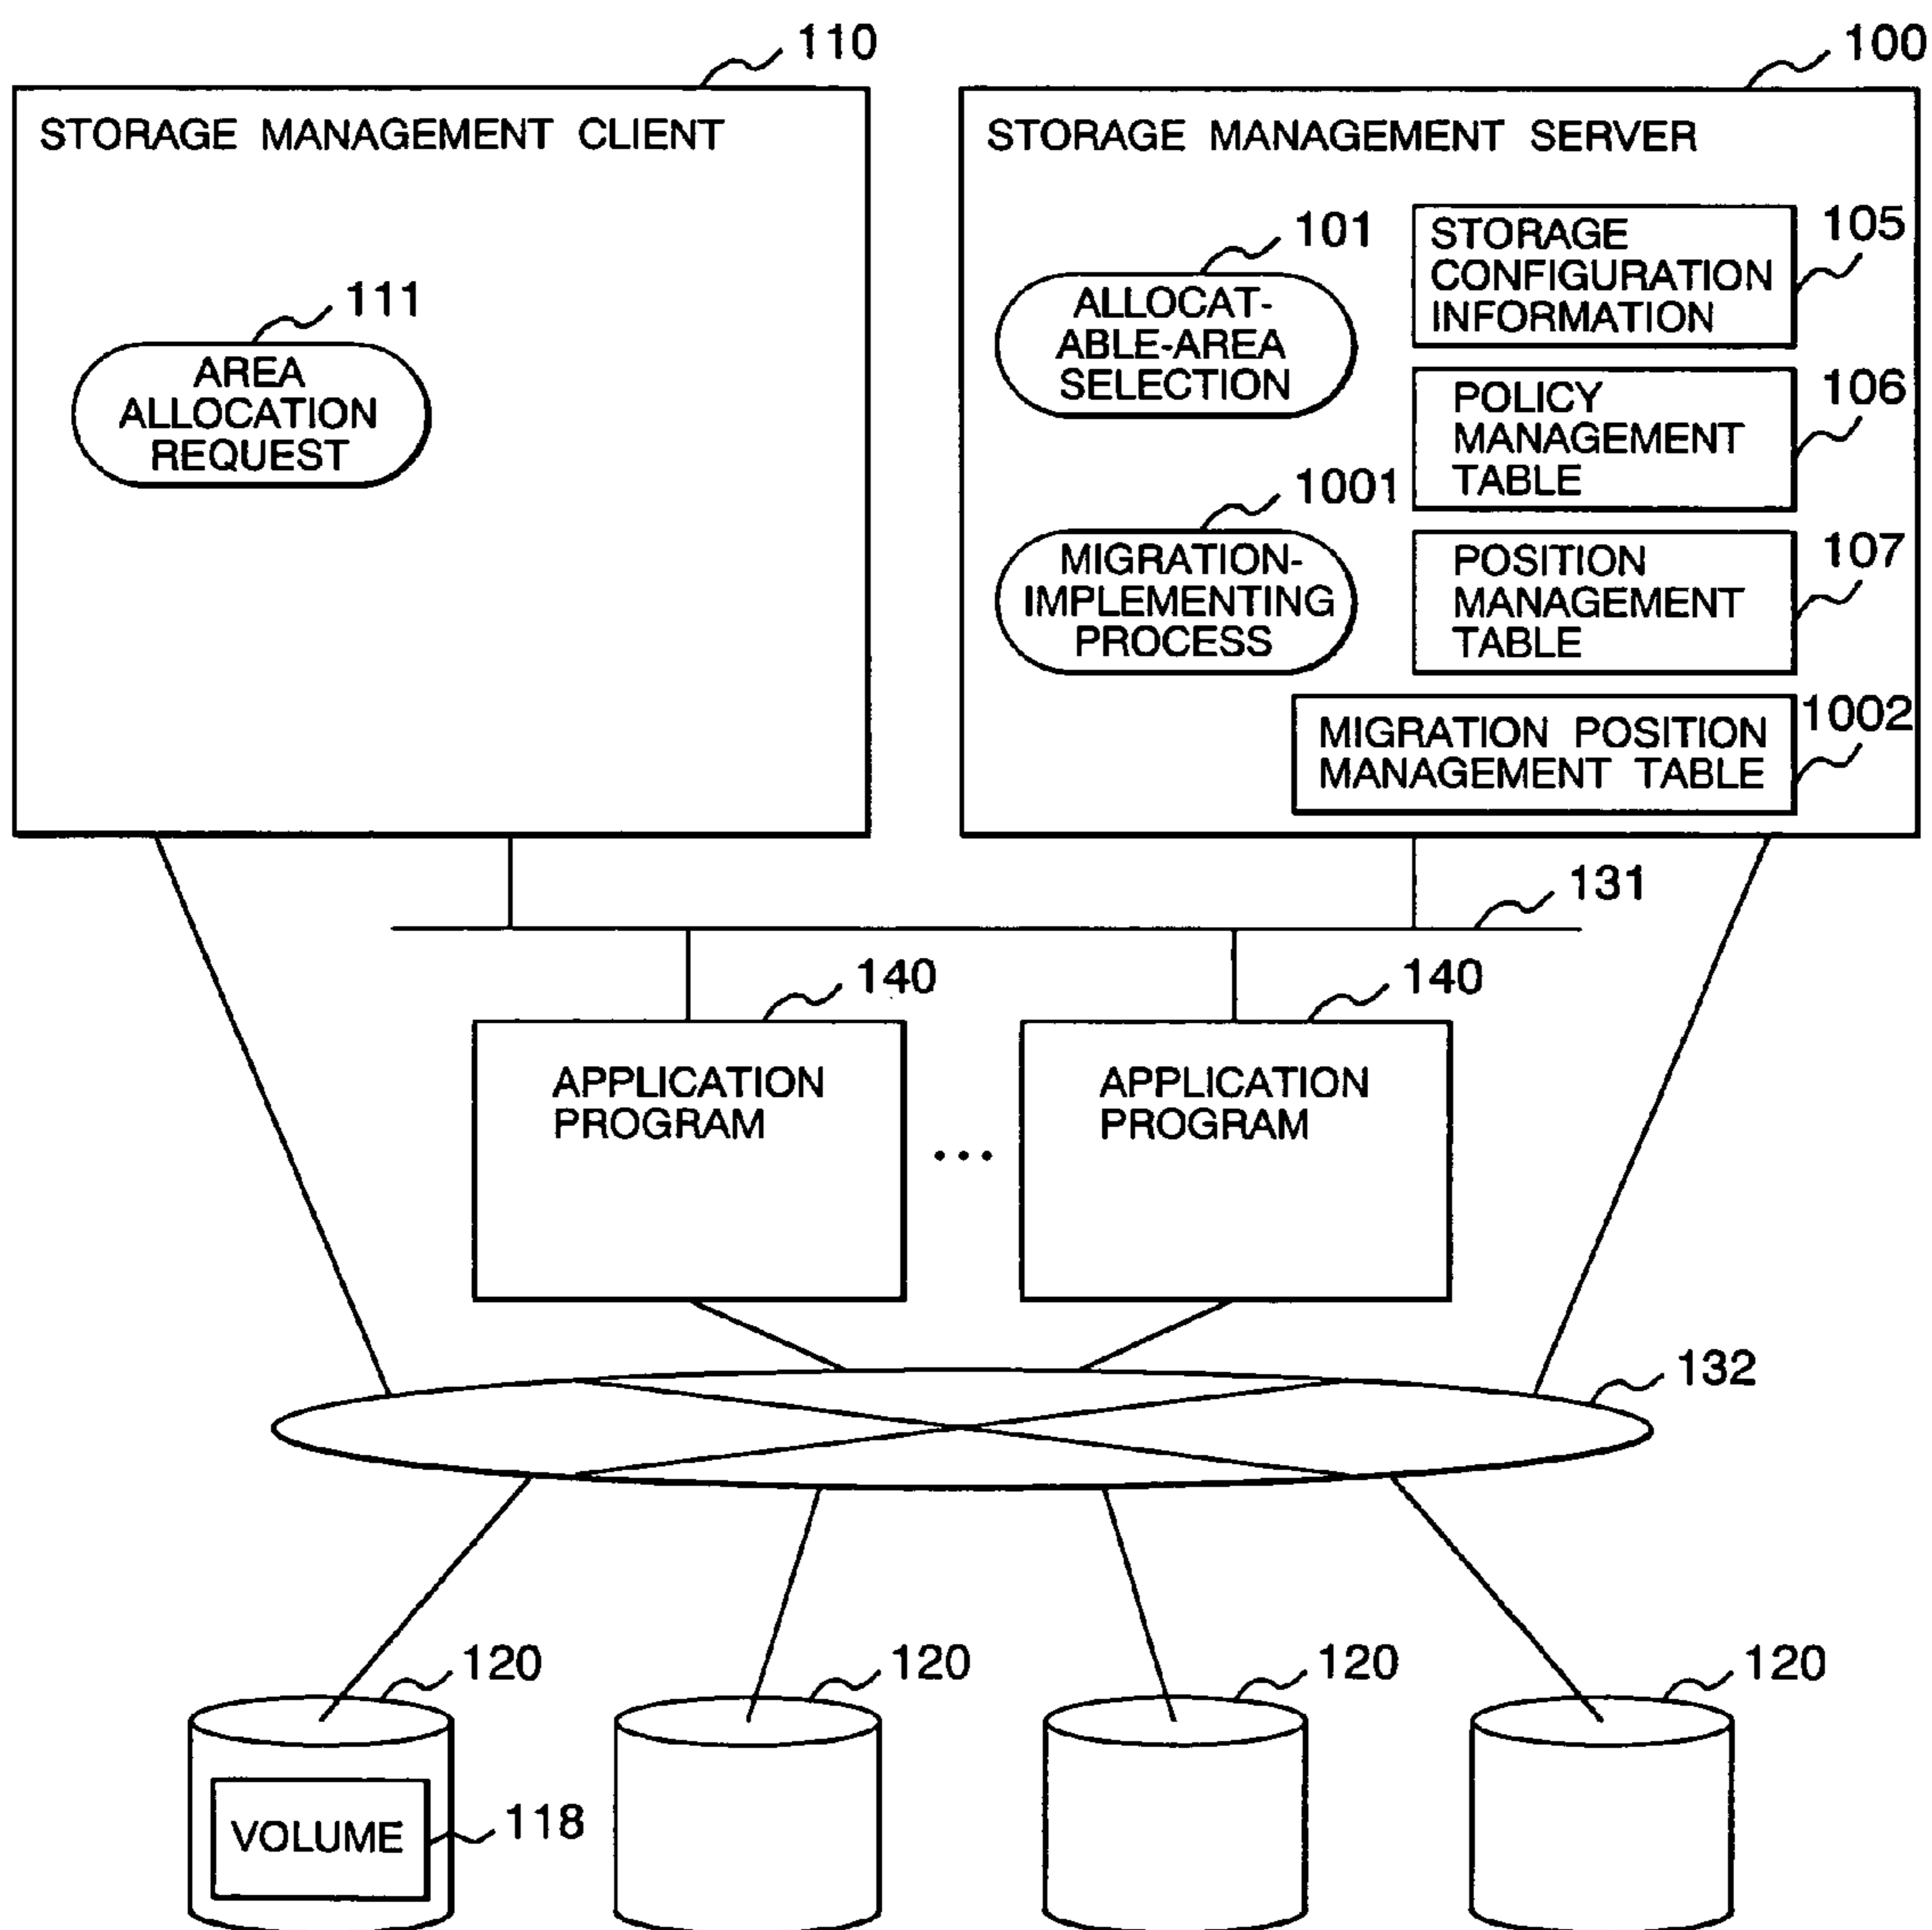 110
100
STORAGE MANAGEMENT CLIENT
STORAGE MANAGEMENT SERVER
111
AREA
ALLOCATION
REQUEST
101
ALLOCAT-
ABLE-AREA
SELECTION
105
STORAGE
CONFIGURATION
INFORMATION
106
POLICY
MANAGEMENT
TABLE
1001
MIGRATION-
IMPLEMENTING
PROCESS
107
POSITION
MANAGEMENT
TABLE
1002
MIGRATION POSITION
MANAGEMENT TABLE
131
140
140
APPLICATION
PROGRAM
...
APPLICATION
PROGRAM
132
120
120
120
120
VOLUME
118